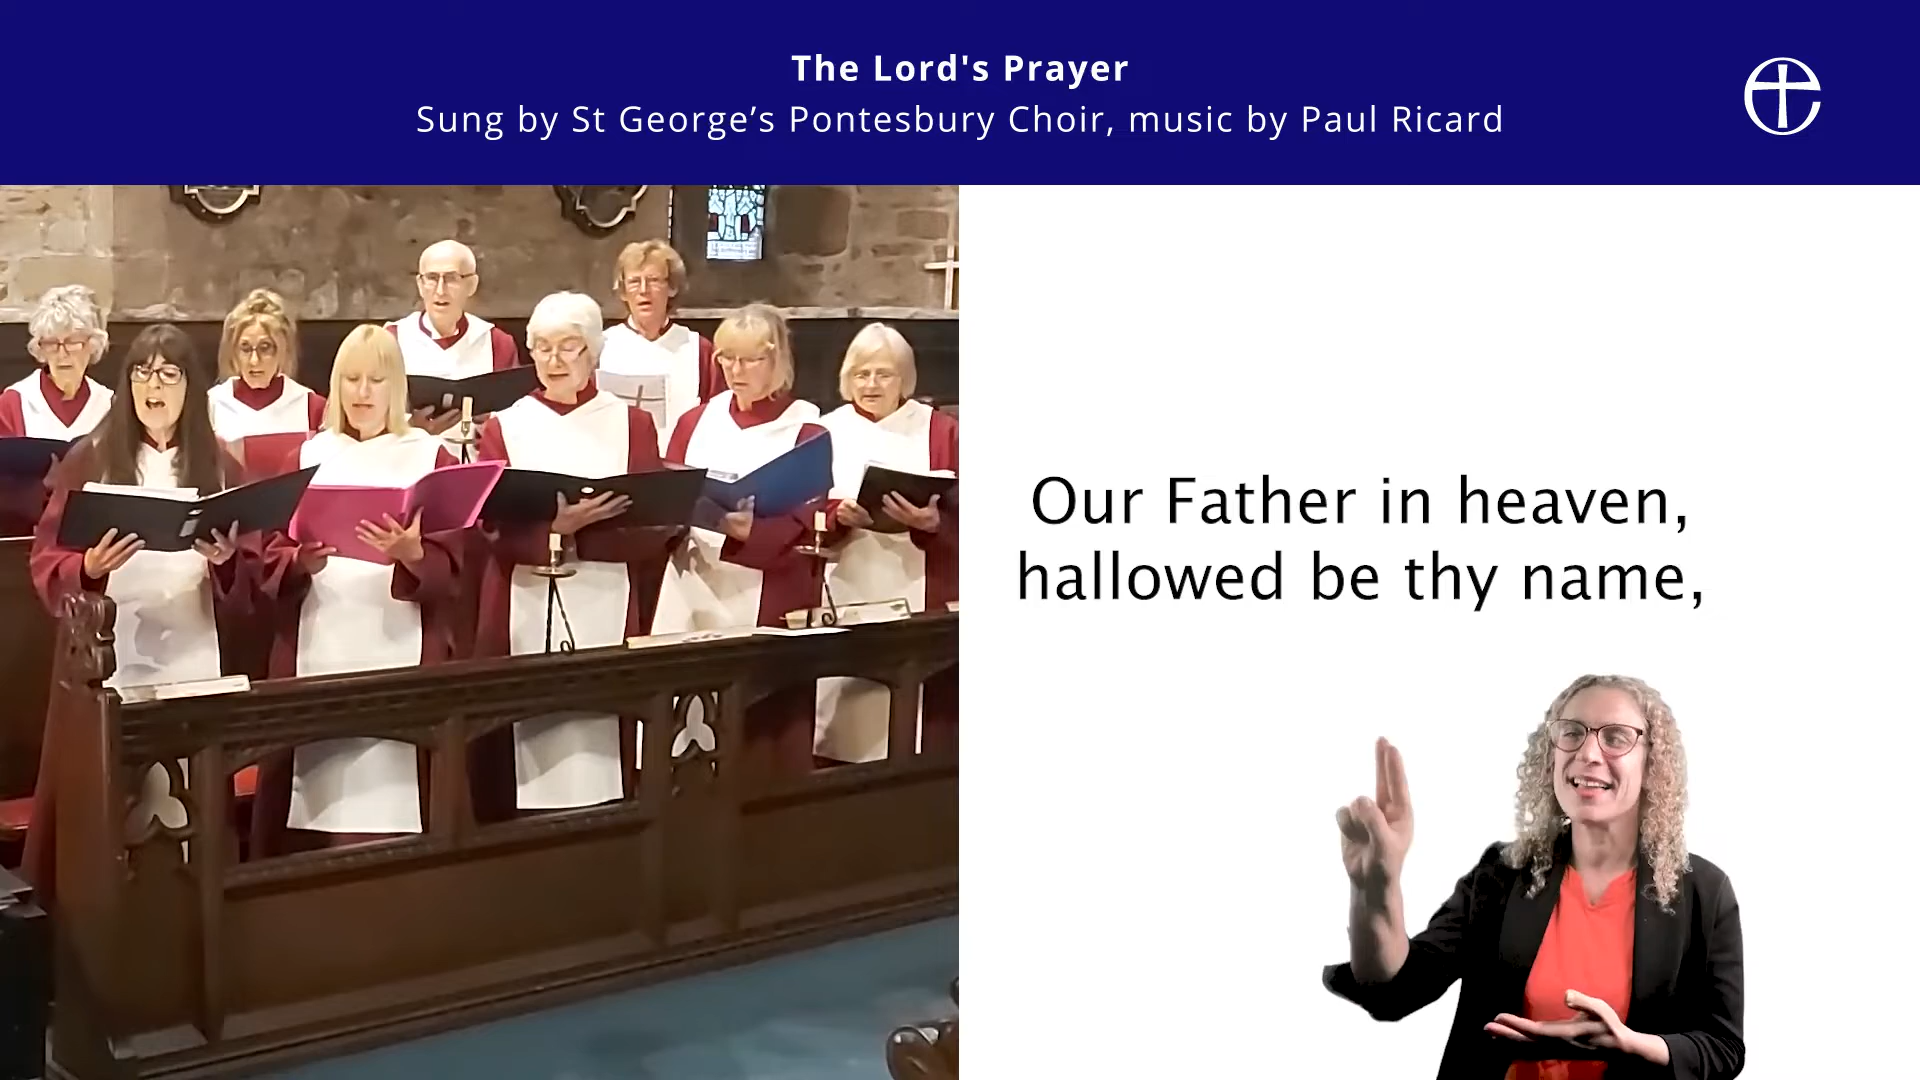 The Lord's Prayer
Sung by St George’s Pontesbury Choir, music by Paul Ricard
Our Father in heaven,
hallowed be thy name,